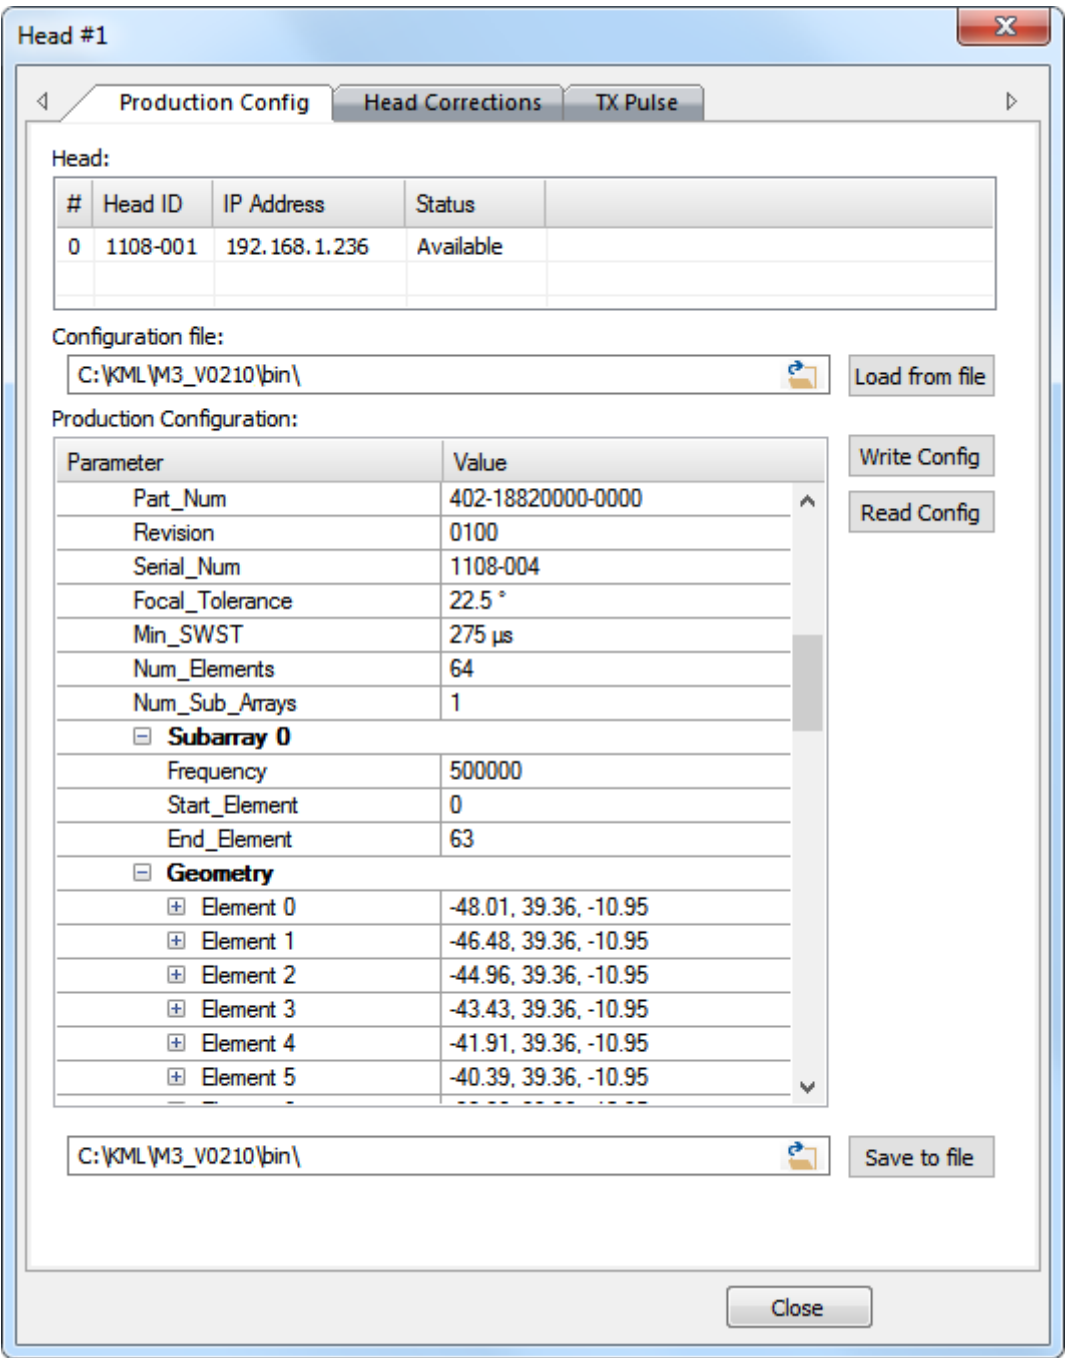 Head #1
Production Config Head Corrections TX Pulse
Head:
# Head ID IP Address Status
0 1108-001 192.168.1.236 Available
Configuration file:
C:\KML\M3_V0210\bin\ Load from file
Production Configuration:
Parameter Value Write Config
Part_Num 402-18820000-0000
Read Config
Revision 0100
Serial_Num 1108-004
Focal_Tolerance 22.5 °
Min_SWST 275 µs
Num_Elements 64
Num_Sub_Arrays 1
Subarray 0
Frequency 500000
Start_Element 0
End_Element 63
Geometry
Element 0 -48.01, 39.36, -10.95
Element 1 -46.48, 39.36, -10.95
Element 2 -44.96, 39.36, -10.95
Element 3 -43.43, 39.36, -10.95
Element 4 -41.91, 39.36, -10.95
Element 5 -40.39, 39.36, -10.95
C:\KML\M3_V0210\bin\ Save to file
Close